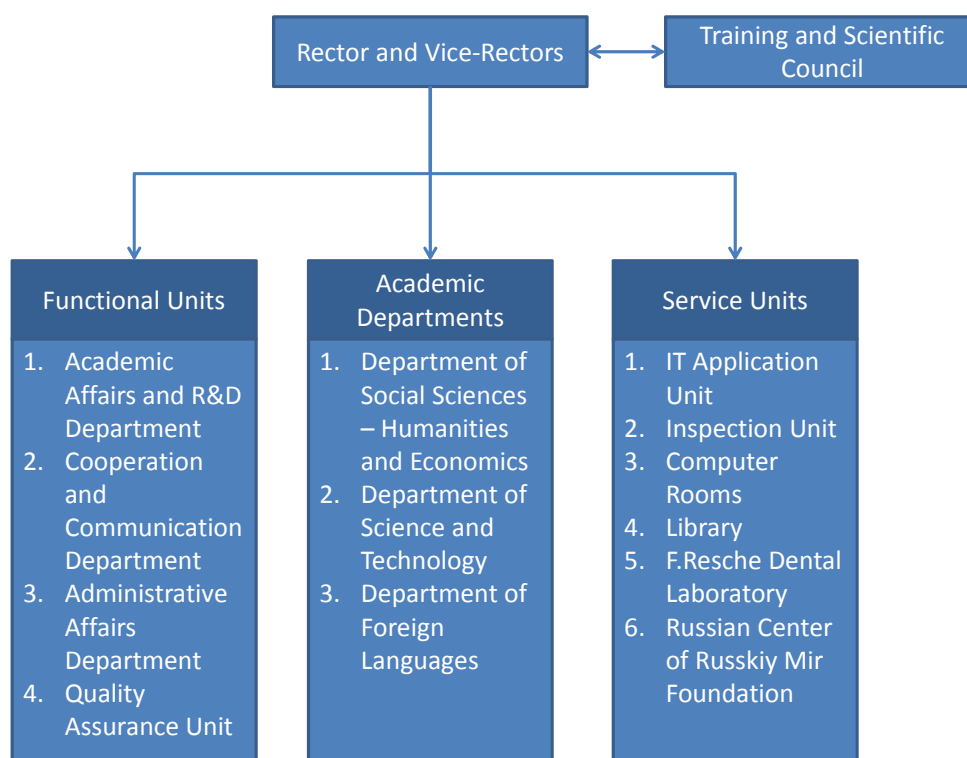 Rector and Vice-Rectors
Training and Scientific
Council
Functional Units
1. Academic
Affairs and R&D
Department
2. Cooperation
and
Communication
Department
3. Administrative
Affairs
Department
4. Quality
Assurance Unit
Academic
Departments
1. Department of
Social Sciences
– Humanities
and Economics
2. Department of
Science and
Technology
3. Department of
Foreign
Languages
Service Units
1. IT Application
Unit
2. Inspection Unit
3. Computer
Rooms
4. Library
5. F.Resche Dental
Laboratory
6. Russian Center
of Russkiy Mir
Foundation